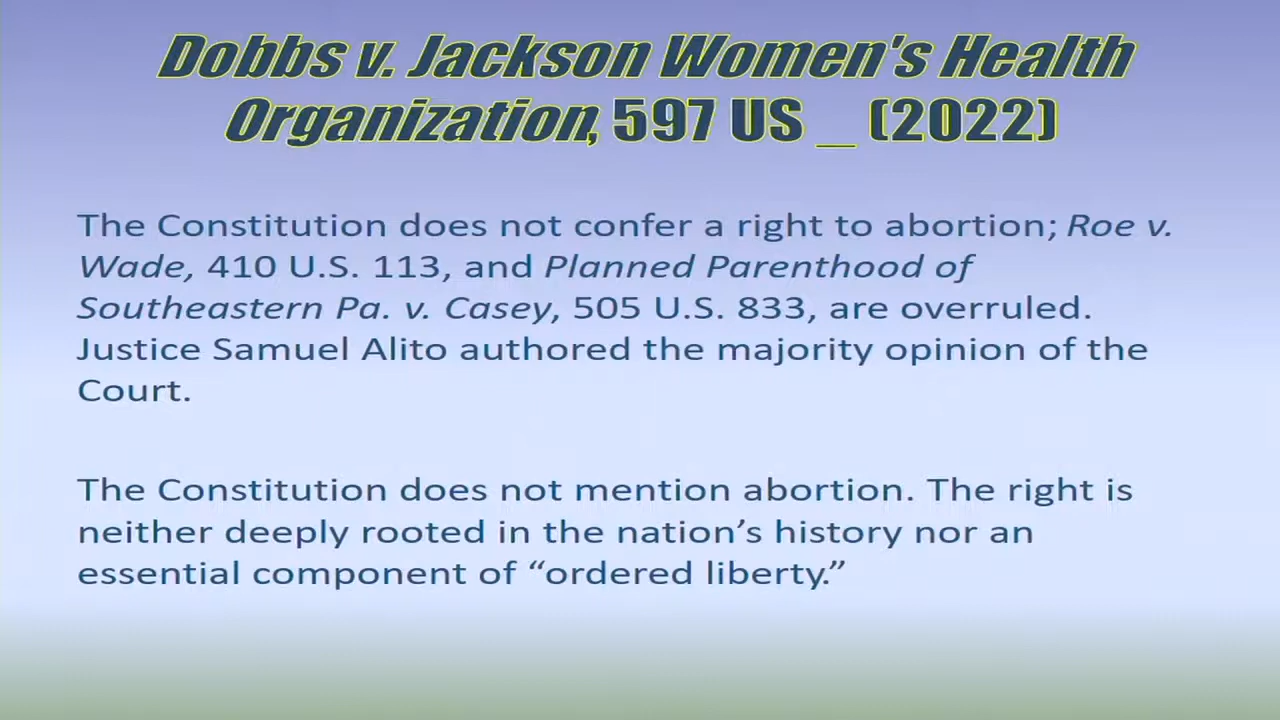 Dobbs v. Jackson Women's Health
Organization, 597 US _ (2022)
The Constitution does not confer a right to abortion; Roe v.
Wade, 410 U.S. 113, and Planned Parenthood of
Southeastern Pa. v. Casey, 505 U.S. 833, are overruled.
Justice Samuel Alito authored the majority opinion of the
Court.
The Constitution does not mention abortion. The right is
neither deeply rooted in the nation’s history nor an
essential component of “ordered liberty.”